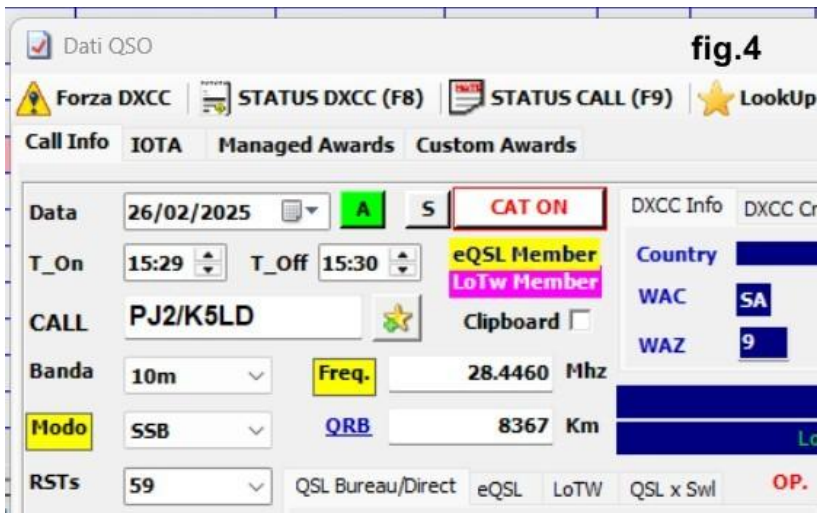 Dati QSO fig.4
Forza DXCC STATUS DXCC (F8) STATUS CALL (F9) LookUp
Call Info IOTA Managed Awards Custom Awards
Data 26/02/2025 A S CAT ON DXCC Info DXCC Cr
T_On 15:29 T_Off 15:30 eQSL Member Country
LoTw Member
WAC SA
CALL PJ2/K5LD Clipboard
WAZ 9
Banda 10m Freq. 28.4460 Mhz
Modo SSB QRB 8367 Km
Lo
RSTs 59 QSL Bureau/Direct eQSL LoTW QSL x Swl OP.